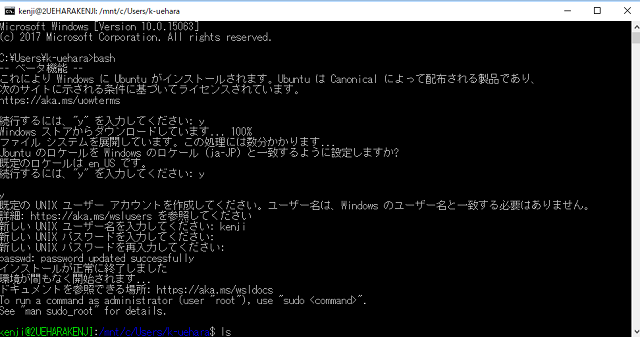 kenji@2UEHARAKENJI: /mnt/c/Users/k-uehara
Microsoft Windows [Version 10.0.15063]
(c) 2017 Microsoft Corporation. All rights reserved.
C:¥Users¥k-uehara>bash
-- ベータ機能 --
これにより Windows に Ubuntu がインストールされます。Ubuntu は Canonical によって配布される製品であり、
次のサイトに示される条件に基づいてライセンスされています。
https://aka.ms/uowterms
続行するには、"y" を入力してください: y
Windows ストアからダウンロードしています... 100%
ファイル システムを展開しています。この処理には数分かかります...
Ubuntu のロケールを Windows のロケール (ja-JP) と一致するように設定しますか?
既定のロケールは en_US です。
続行するには、"y" を入力してください: y
y
既定の UNIX ユーザー アカウントを作成してください。ユーザー名は、Windows のユーザー名と一致する必要はありません。
詳細: https://aka.ms/wslusers を参照してください
新しい UNIX ユーザー名を入力してください: kenji
新しい UNIX パスワードを入力してください:
新しい UNIX パスワードを再入力してください:
passwd: password updated successfully
インストールが正常に終了しました
環境が間もなく開始されます...
ドキュメントを参照できる場所: https://aka.ms/wsldocs
To run a command as administrator (user "root"), use "sudo <command>".
See "man sudo_root" for details.
kenji@2UEHARAKENJI:/mnt/c/Users/k-uehara$ ls